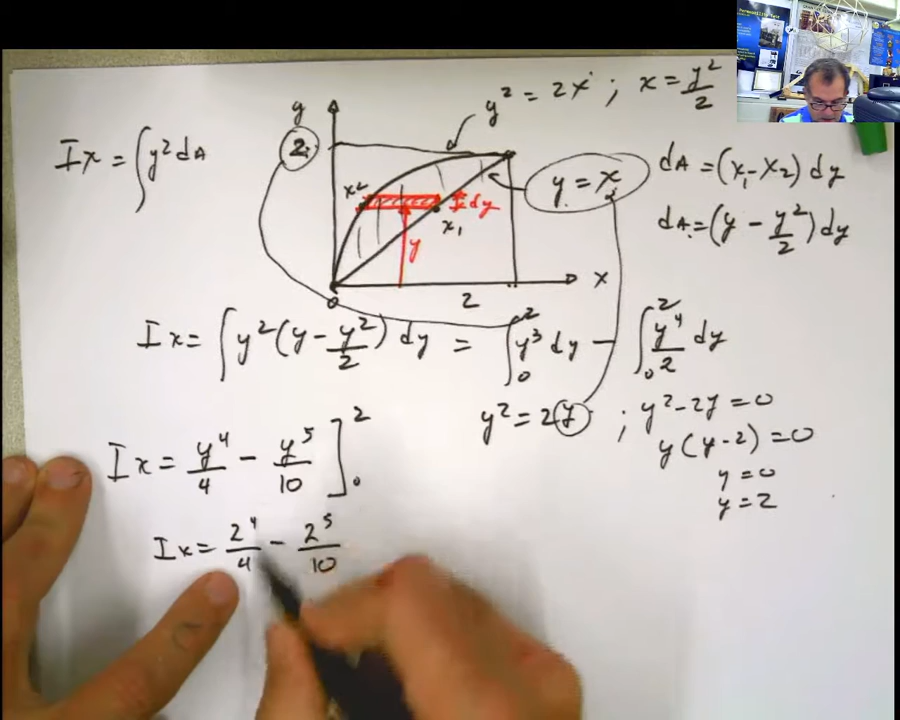 y² = 2x ; x = y²/2
Ix = ∫ y² dA
y
2
y = x
dA = (x₁ - x₂) dy
dA = (y - y²/2) dy
x₂
dy
x₁
y
x
0
2
Ix = ∫ y² (y - y²/2) dy = ∫₀² y³ dy - ∫₀² y⁴/2 dy
y² = 2y ; y² - 2y = 0
y (y - 2) = 0
y = 0
y = 2
Ix = y⁴/4 - y⁵/10 ]₀²
Ix = 2⁴/4 - 2⁵/10